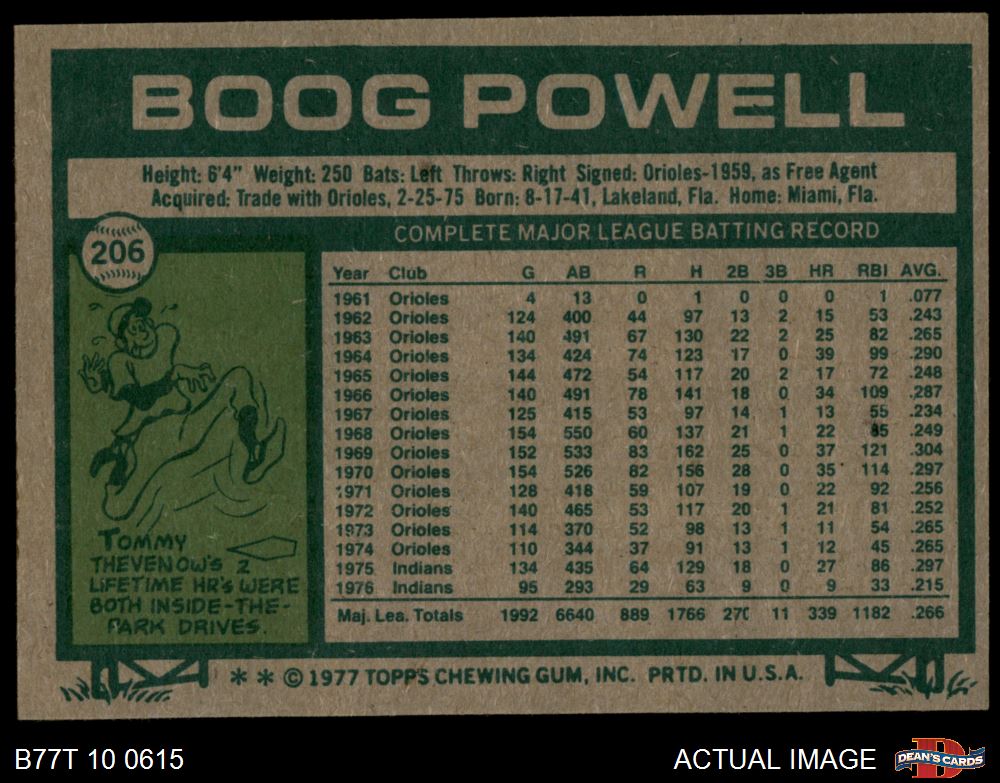 BOOG POWELL
Height: 6'4" Weight: 250 Bats: Left Throws: Right Signed: Orioles-1959, as Free Agent
Acquired: Trade with Orioles, 2-25-75 Born: 8-17-41, Lakeland, Fla. Home: Miami, Fla.
206
COMPLETE MAJOR LEAGUE BATTING RECORD
Year Club G AB R H 2B 3B HR RBI AVG.
1961 Orioles 4 13 0 1 0 0 0 1 .077
1962 Orioles 124 400 44 97 13 2 15 53 .243
1963 Orioles 140 491 67 130 22 2 25 82 .265
1964 Orioles 134 424 74 123 17 0 39 99 .290
1965 Orioles 144 472 54 117 20 2 17 72 .248
1966 Orioles 140 491 78 141 18 0 34 109 .287
1967 Orioles 125 415 53 97 14 1 13 55 .234
1968 Orioles 154 550 60 137 21 1 22 85 .249
1969 Orioles 152 533 83 162 25 0 37 121 .304
1970 Orioles 154 526 82 156 28 0 35 114 .297
1971 Orioles 128 418 59 107 19 0 22 92 .256
1972 Orioles 140 465 53 117 20 1 21 81 .252
1973 Orioles 114 370 52 98 13 1 11 54 .265
1974 Orioles 110 344 37 91 13 1 12 45 .265
1975 Indians 134 435 64 129 18 0 27 86 .297
1976 Indians 95 293 29 63 9 0 9 33 .215
Maj. Lea. Totals 1992 6640 889 1766 270 11 339 1182 .266
TOMMY
THEVENOW'S 2
LIFETIME HR'S WERE
BOTH INSIDE-THE-
PARK DRIVES.
** © 1977 TOPPS CHEWING GUM, INC. PRTD. IN U.S.A.
B77T 10 0615
ACTUAL IMAGE
D
DEAN'S CARDS